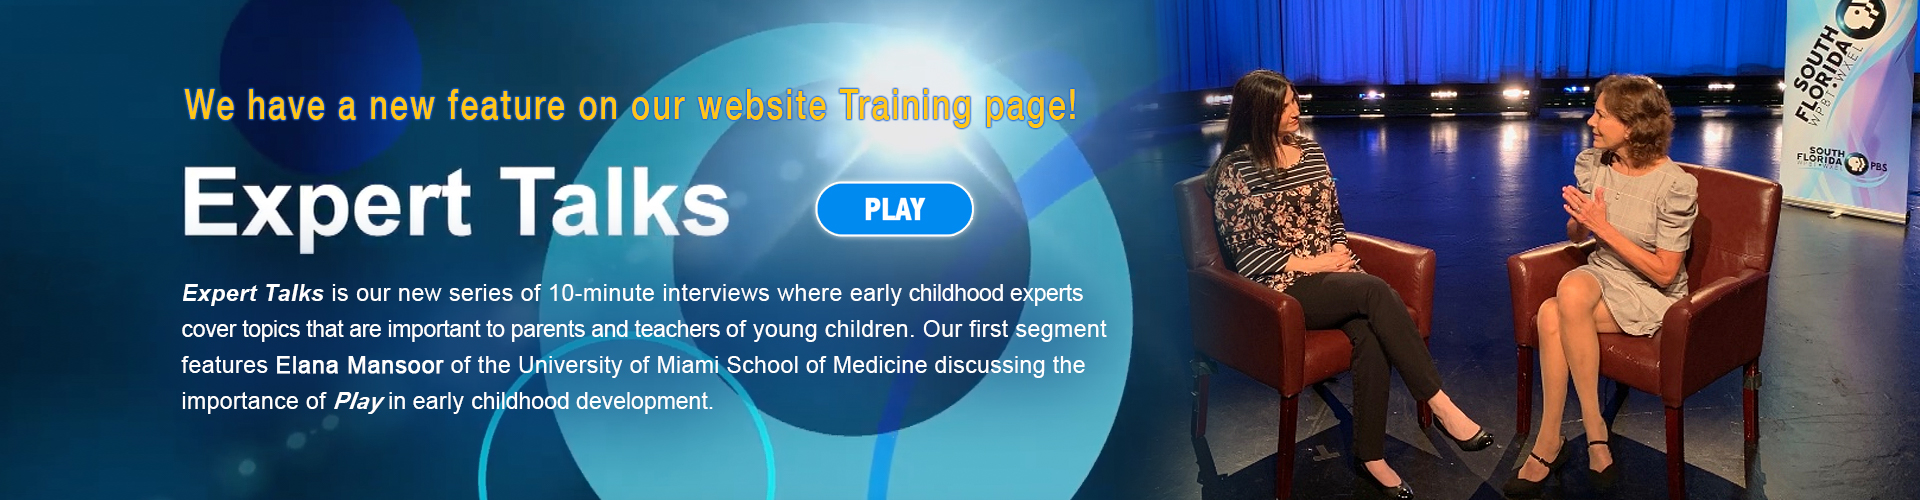 We have a new feature on our website Training page!
Expert Talks
PLAY
Expert Talks is our new series of 10-minute interviews where early childhood experts
cover topics that are important to parents and teachers of young children. Our first segment
features Elana Mansoor of the University of Miami School of Medicine discussing the
importance of Play in early childhood development.
SOUTH
FLORIDA
WPBT•WXEL
SOUTH
FLORIDA
WPBT•WXEL
PBS